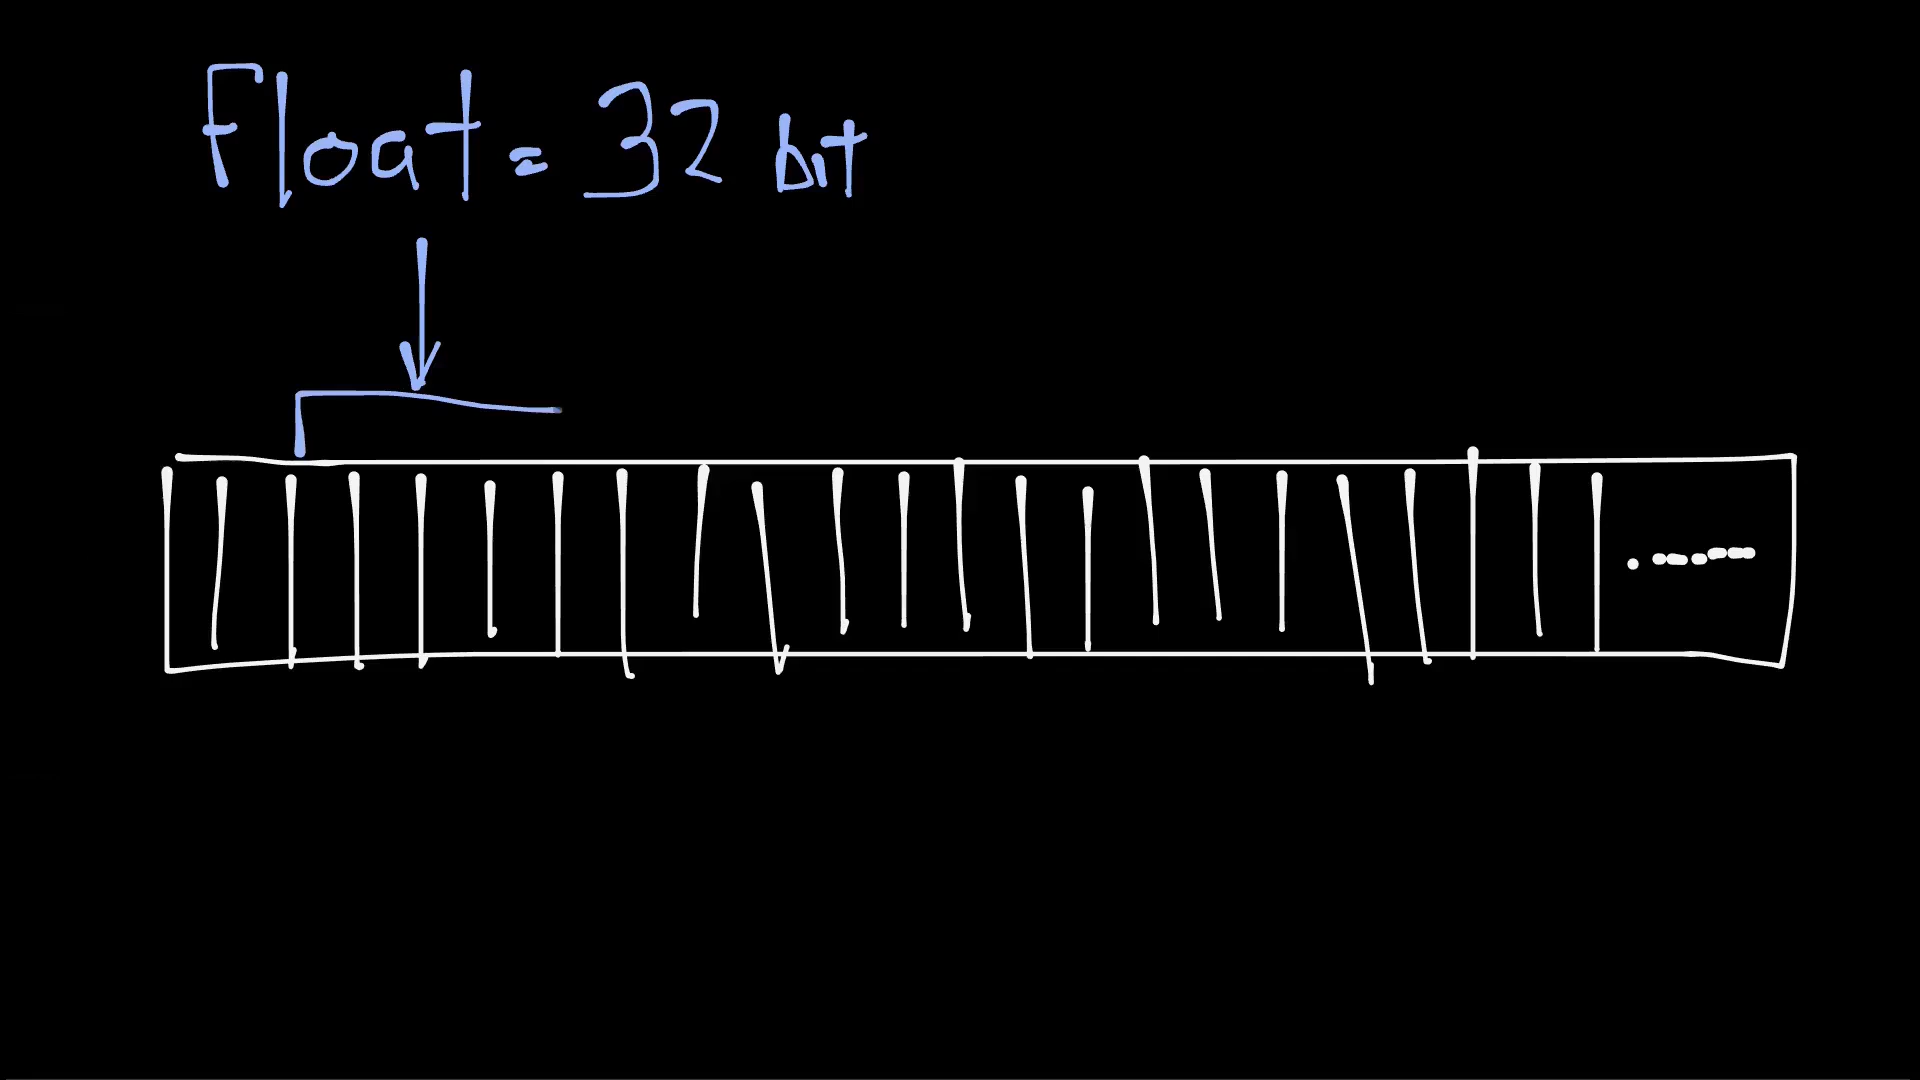 Float = 32 bit